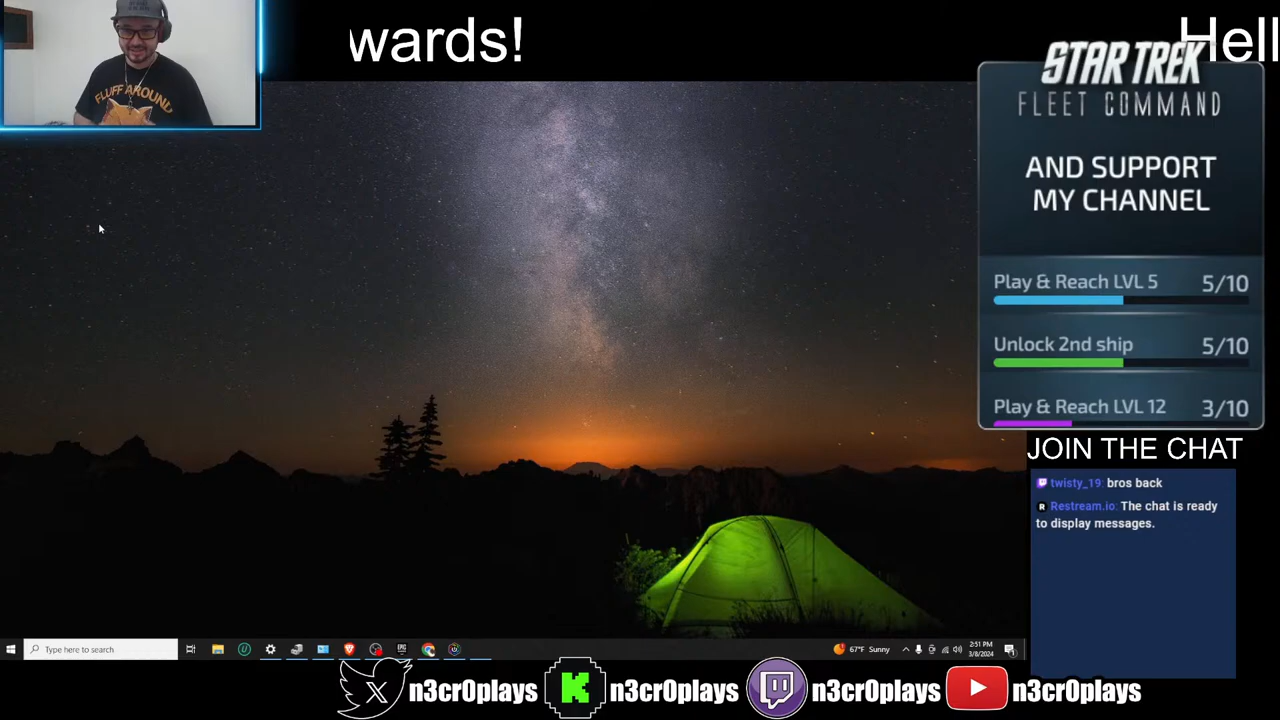 wards!
Hell
FLUFF AROUND
STAR TREK
FLEET COMMAND
AND SUPPORT
MY CHANNEL
Play & Reach LVL 5 5/10
Unlock 2nd ship 5/10
Play & Reach LVL 12 3/10
JOIN THE CHAT
twisty_19: bros back
Restream.io: The chat is ready
to display messages.
Type here to search
67°F Sunny
2:51 PM
3/8/2024
n3cr0plays
n3cr0plays
n3cr0plays
n3cr0plays